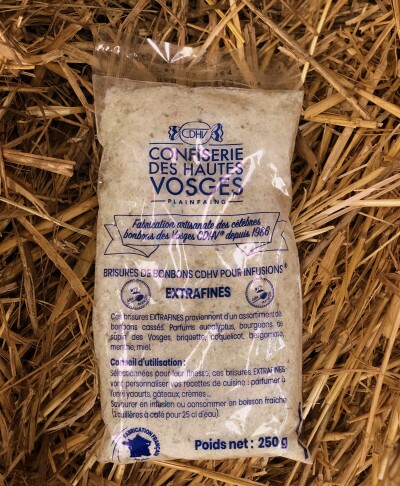 CDHV
CONFISERIE
DES HAUTES
VOSGES
PLAINFAING
Fabrication artisanale des célèbres
bonbons des Vosges CDHV® depuis 1986
BRISURES DE BONBONS CDHV POUR INFUSIONS*
EXTRAFINES
Ces brisures EXTRAFINES proviennent d'un assortiment de
bonbons cassés. Parfums eucalyptus, bourgeons de
sapin des Vosges, briquette, coquelicot, bergamote,
menthe, miel.
Conseil d'utilisation :
Sélectionnées pour leur finesse, ces brisures EXTRAFINES
vont personnaliser vos recettes de cuisine : parfumer à
yaourts, gâteaux, crèmes...
Savourer en infusion ou consommer en boisson fraîche
(2 cuillères à café pour 25 cl d'eau).
FABRICATION FRANÇAISE
Poids net : 250 g